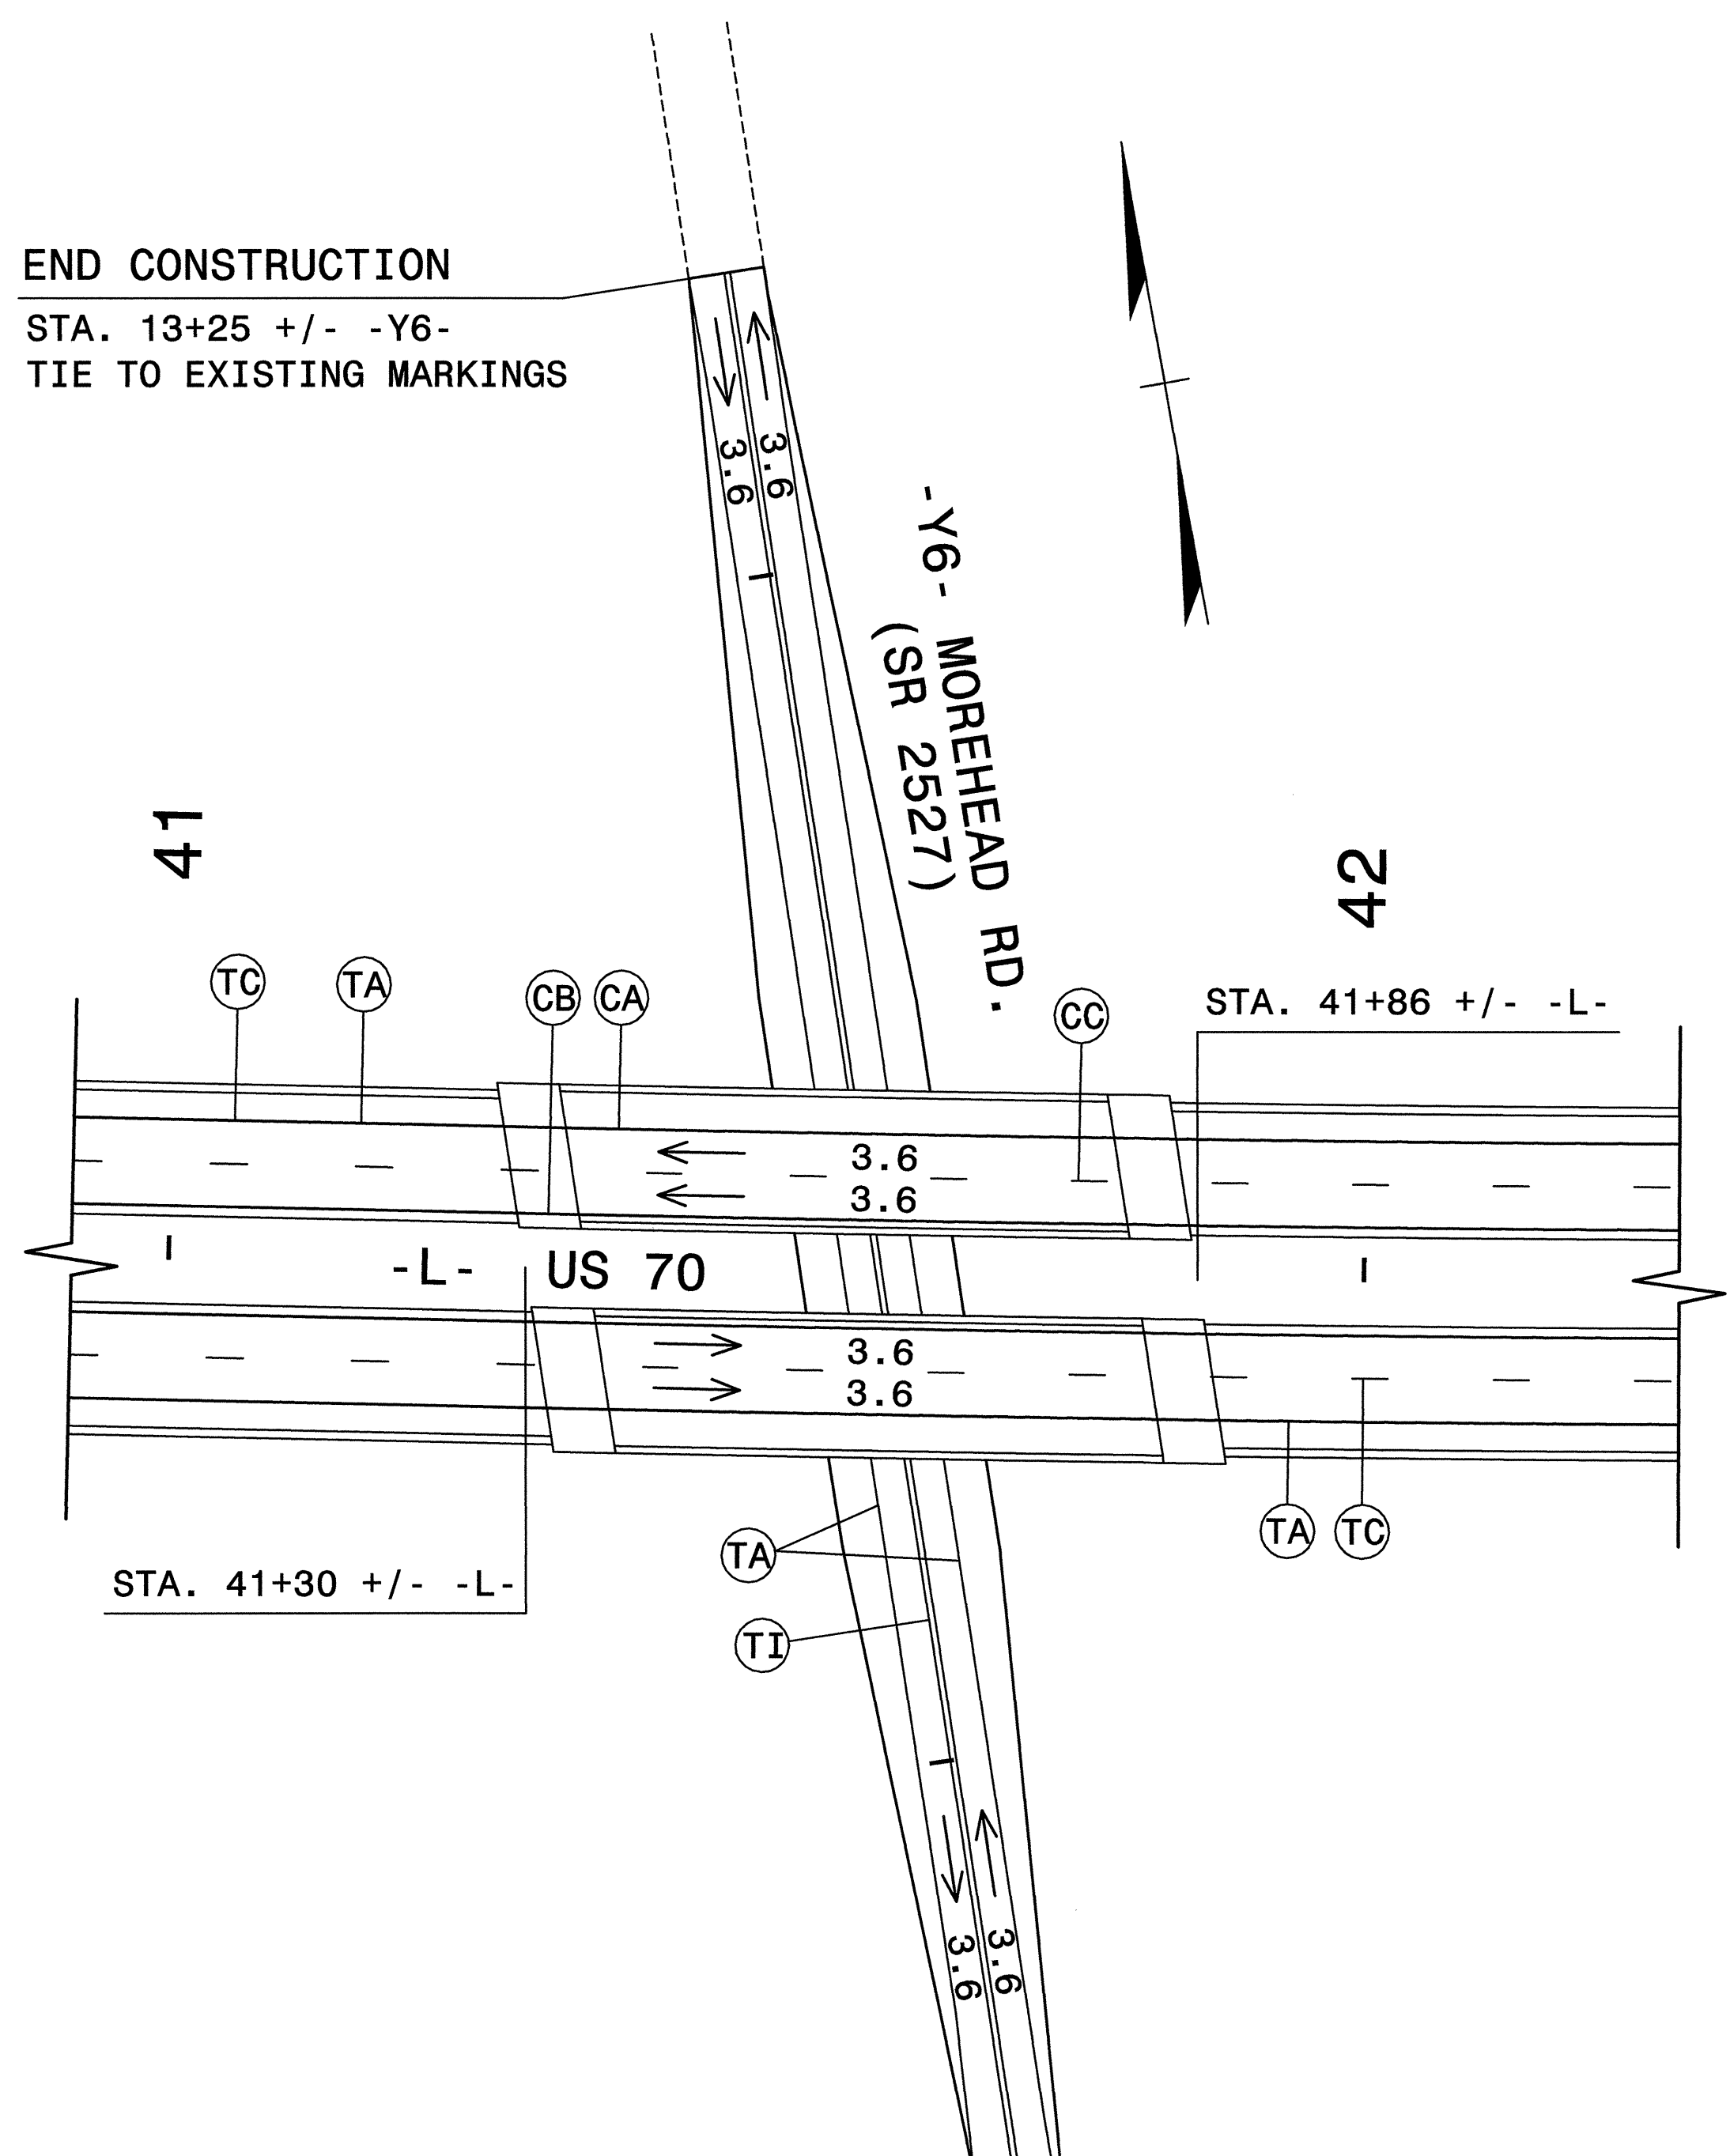 END CONSTRUCTION
STA. 13+25 +/- -Y6-
TIE TO EXISTING MARKINGS
3.6
3.6
-Y6- MOREHEAD RD.
(SR 2527)
41
42
TC
TA
CB
CA
CC
STA. 41+86 +/- -L-
3.6
3.6
-L- US 70
3.6
3.6
TA
TA
TC
STA. 41+30 +/- -L-
TI
3.6
3.6